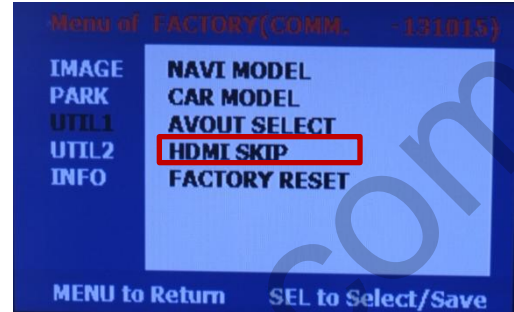 Menu of FACTORY(COMM. -131015)
IMAGE NAVI MODEL
PARK CAR MODEL
UTIL1 AVOUT SELECT
UTIL2 HDMI SKIP
INFO FACTORY RESET
MENU to Return SEL to Select/Save
com